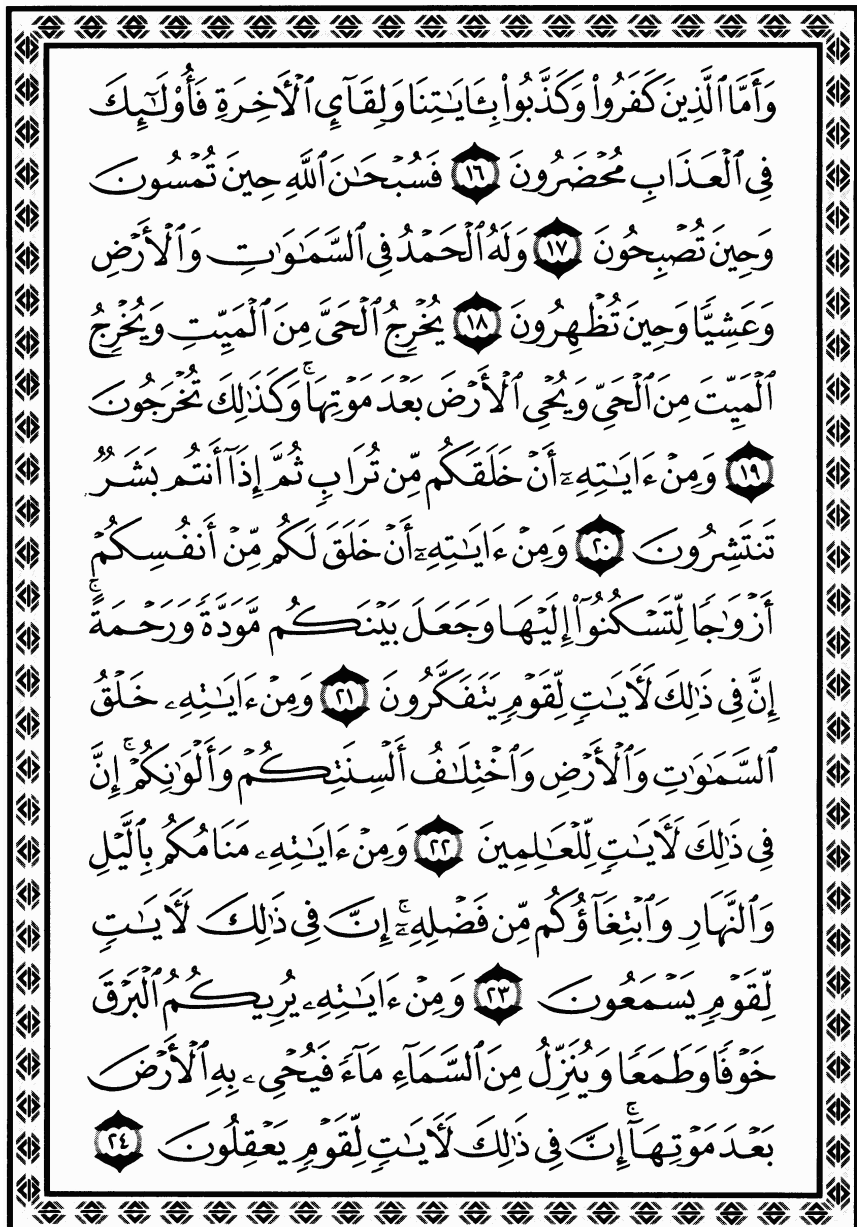 وَأَمَّا ٱلَّذِينَ كَفَرُوا۟ وَكَذَّبُوا۟ بِـَٔايَـٰتِنَا وَلِقَآئِ ٱلْـَٔاخِرَةِ فَأُو۟لَـٰٓئِكَ
فِى ٱلْعَذَابِ مُحْضَرُونَ ١٦ فَسُبْحَـٰنَ ٱللَّهِ حِينَ تُمْسُونَ
وَحِينَ تُصْبِحُونَ ١٧ وَلَهُ ٱلْحَمْدُ فِى ٱلسَّمَـٰوَٰتِ وَٱلْأَرْضِ
وَعَشِيًّا وَحِينَ تُظْهِرُونَ ١٨ يُخْرِجُ ٱلْحَىَّ مِنَ ٱلْمَيِّتِ وَيُخْرِجُ
ٱلْمَيِّتَ مِنَ ٱلْحَىِّ وَيُحْىِ ٱلْأَرْضَ بَعْدَ مَوْتِهَا ۚ وَكَذَٰلِكَ تُخْرَجُونَ
١٩ وَمِنْ ءَايَـٰتِهِۦٓ أَنْ خَلَقَكُم مِّن تُرَابٍ ثُمَّ إِذَآ أَنتُم بَشَرٌ
تَنتَشِرُونَ ٢٠ وَمِنْ ءَايَـٰتِهِۦٓ أَنْ خَلَقَ لَكُم مِّنْ أَنفُسِكُمْ
أَزْوَٰجًا لِّتَسْكُنُوٓا۟ إِلَيْهَا وَجَعَلَ بَيْنَكُم مَّوَدَّةً وَرَحْمَةً ۚ
إِنَّ فِى ذَٰلِكَ لَـَٔايَـٰتٍ لِّقَوْمٍ يَتَفَكَّرُونَ ٢١ وَمِنْ ءَايَـٰتِهِۦ خَلْقُ
ٱلسَّمَـٰوَٰتِ وَٱلْأَرْضِ وَٱخْتِلَـٰفُ أَلْسِنَتِكُمْ وَأَلْوَٰنِكُمْ ۚ إِنَّ
فِى ذَٰلِكَ لَـَٔايَـٰتٍ لِّلْعَـٰلِمِينَ ٢٢ وَمِنْ ءَايَـٰتِهِۦ مَنَامُكُم بِٱلَّيْلِ
وَٱلنَّهَارِ وَٱبْتِغَآؤُكُم مِّن فَضْلِهِۦٓ ۚ إِنَّ فِى ذَٰلِكَ لَـَٔايَـٰتٍ
لِّقَوْمٍ يَسْمَعُونَ ٢٣ وَمِنْ ءَايَـٰتِهِۦ يُرِيكُمُ ٱلْبَرْقَ
خَوْفًا وَطَمَعًا وَيُنَزِّلُ مِنَ ٱلسَّمَآءِ مَآءً فَيُحْىِۦ بِهِ ٱلْأَرْضَ
بَعْدَ مَوْتِهَآ ۚ إِنَّ فِى ذَٰلِكَ لَـَٔايَـٰتٍ لِّقَوْمٍ يَعْقِلُونَ ٢٤